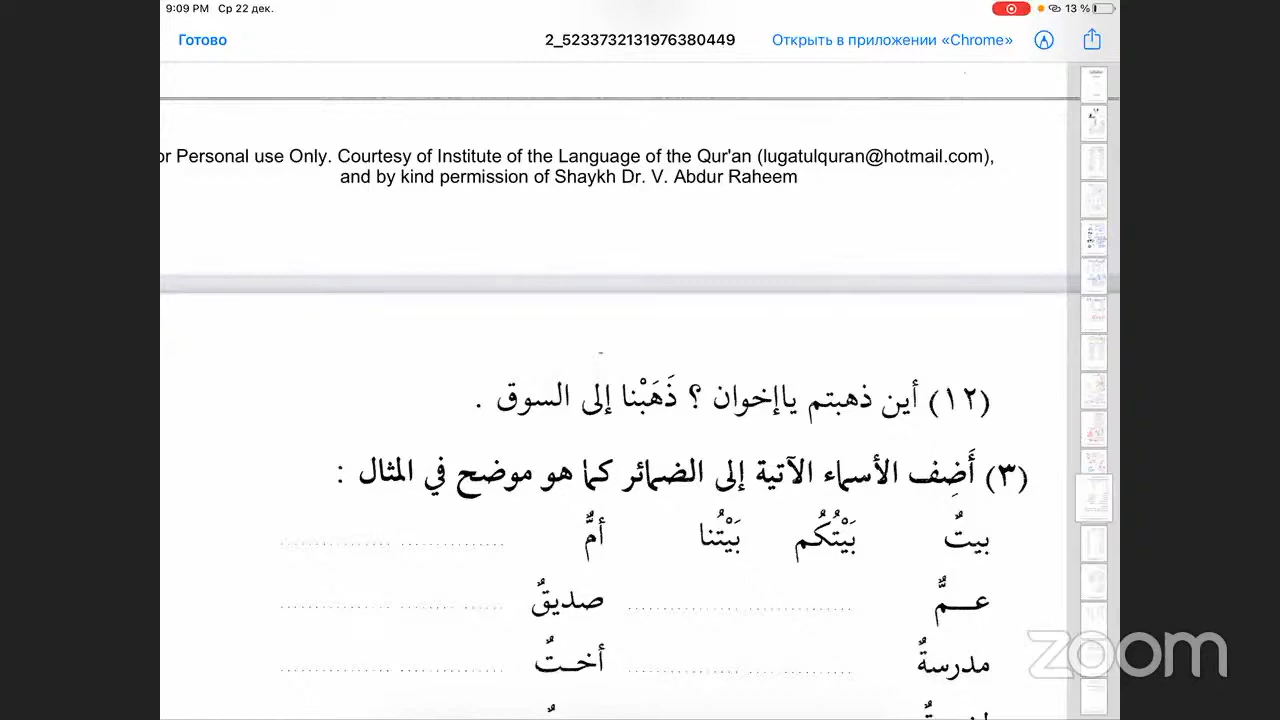 9:09 PM Ср 22 дек. 13 %
Готово 2_5233732131976380449 Открыть в приложении «Chrome»
or Personal use Only. Courtesy of Institute of the Language of the Qur'an (lugatulquran@hotmail.com),
and by kind permission of Shaykh Dr. V. Abdur Raheem
(١٢) أين ذهبتم ياإخوان ؟ ذَهَبْنا إلى السوق .
(٣) أَضِف الأسماء الآتية إلى الضمائر كما هو موضح في المثال :
بيتٌ بَيْتُكُم بَيْتُنا أمٌّ ........................
عـمٌّ ........................ صديقٌ ........................
مدرسةٌ ........................ أخـتٌ ........................
zoom